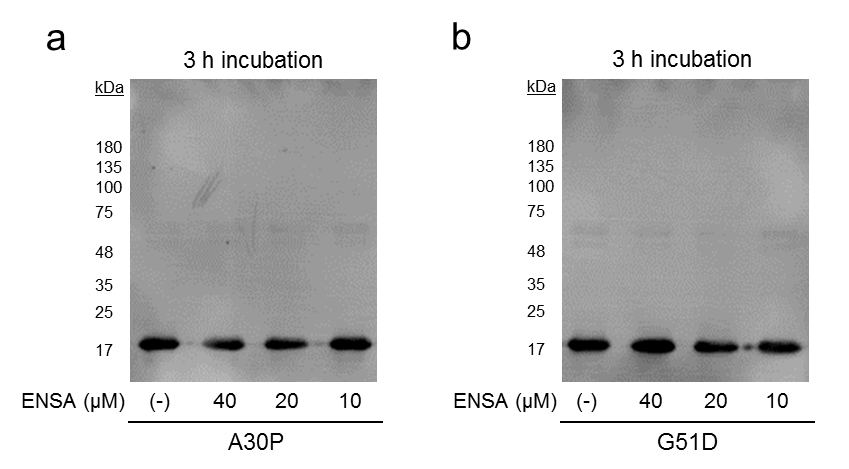 a
3 h incubation
kDa
180
135
100
75
48
35
25
17
ENSA (µM) (-) 40 20 10
A30P
b
3 h incubation
kDa
180
135
100
75
48
35
25
17
ENSA (µM) (-) 40 20 10
G51D